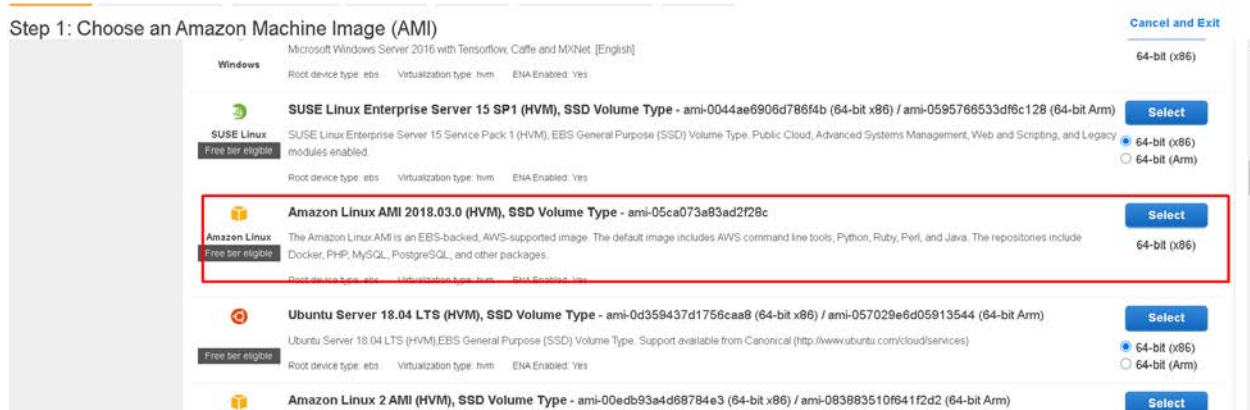 Step 1: Choose an Amazon Machine Image (AMI)
Cancel and Exit
Windows
Microsoft Windows Server 2016 with Tensorflow, Caffe and MXNet. [English]
Root device type: ebs Virtualization type: hvm ENA Enabled: Yes
64-bit (x86)
SUSE Linux
Free tier eligible
SUSE Linux Enterprise Server 15 SP1 (HVM), SSD Volume Type - ami-0044ae6906d786f4b (64-bit x86) / ami-0595766533df6c128 (64-bit Arm)
SUSE Linux Enterprise Server 15 Service Pack 1 (HVM), EBS General Purpose (SSD) Volume Type. Public Cloud, Advanced Systems Management, Web and Scripting, and Legacy
modules enabled.
Root device type: ebs Virtualization type: hvm ENA Enabled: Yes
Select
64-bit (x86)
64-bit (Arm)
Amazon Linux
Free tier eligible
Amazon Linux AMI 2018.03.0 (HVM), SSD Volume Type - ami-05ca073a83ad2f28c
The Amazon Linux AMI is an EBS-backed, AWS-supported image. The default image includes AWS command line tools, Python, Ruby, Perl, and Java. The repositories include
Docker, PHP, MySQL, PostgreSQL, and other packages.
Root device type: ebs Virtualization type: hvm ENA Enabled: Yes
Select
64-bit (x86)
Free tier eligible
Ubuntu Server 18.04 LTS (HVM), SSD Volume Type - ami-0d359437d1756caa8 (64-bit x86) / ami-057029e6d05913544 (64-bit Arm)
Ubuntu Server 18.04 LTS (HVM),EBS General Purpose (SSD) Volume Type. Support available from Canonical (http://www.ubuntu.com/cloud/services)
Root device type: ebs Virtualization type: hvm ENA Enabled: Yes
Select
64-bit (x86)
64-bit (Arm)
Amazon Linux 2 AMI (HVM), SSD Volume Type - ami-00edb93a4d68784e3 (64-bit x86) / ami-083883510f641f2d2 (64-bit Arm)
Select